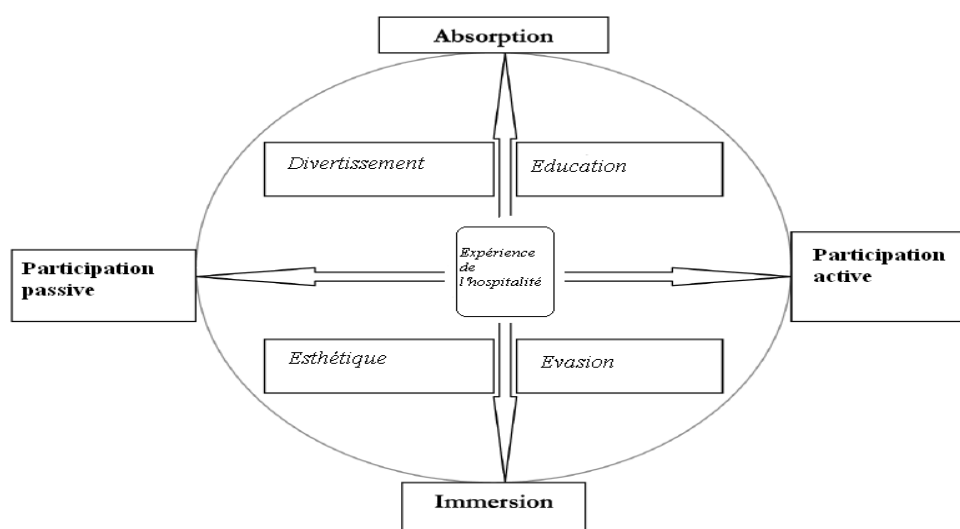 Absorption
Divertissement
Education
Participation
passive
Expérience
de
l'hospitalité
Participation
active
Esthétique
Evasion
Immersion